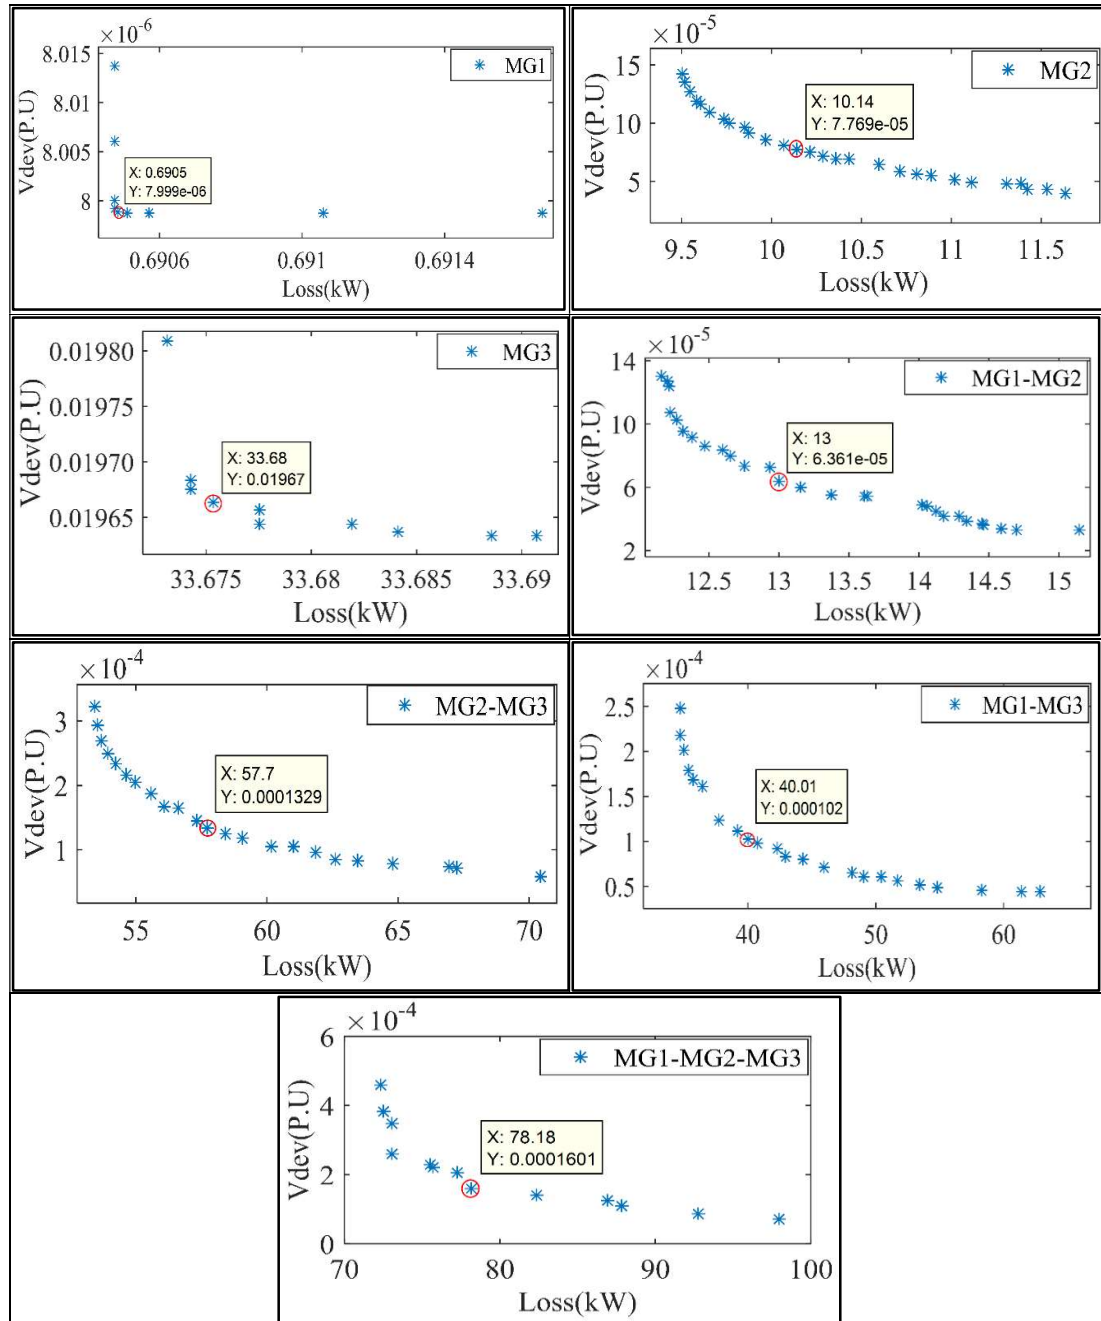 ×10^-6
8.015
8.01
8.005
8
Vdev(P.U)
MG1
X: 0.6905
Y: 7.999e-06
0.6906
0.691
0.6914
Loss(kW)
×10^-5
15
10
5
Vdev(P.U)
MG2
X: 10.14
Y: 7.769e-05
9.5
10
10.5
11
11.5
Loss(kW)
0.01980
0.01975
0.01970
0.01965
Vdev(P.U)
MG3
X: 33.68
Y: 0.01967
33.675
33.68
33.685
33.69
Loss(kW)
×10^-5
14
10
6
2
Vdev(P.U)
MG1-MG2
X: 13
Y: 6.361e-05
12.5
13
13.5
14
14.5
15
Loss(kW)
×10^-4
3
2
1
Vdev(P.U)
MG2-MG3
X: 57.7
Y: 0.0001329
55
60
65
70
Loss(kW)
×10^-4
2.5
2
1.5
1
0.5
Vdev(P.U)
MG1-MG3
X: 40.01
Y: 0.000102
40
50
60
Loss(kW)
×10^-4
6
4
2
0
Vdev(P.U)
MG1-MG2-MG3
X: 78.18
Y: 0.0001601
70
80
90
100
Loss(kW)